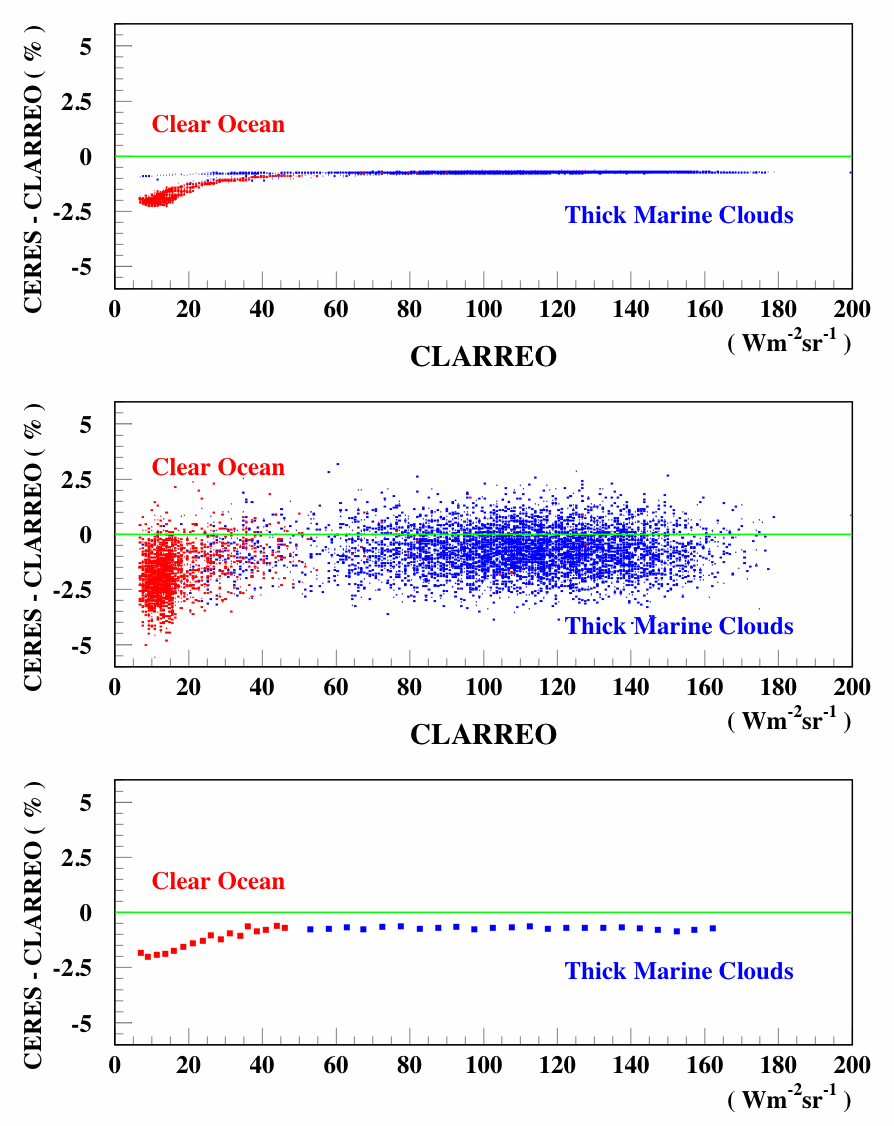 CERES - CLARREO ( % )
5
2.5
0
-2.5
-5
Clear Ocean
Thick Marine Clouds
0 20 40 60 80 100 120 140 160 180 200
( Wm-2sr-1 )
CLARREO
CERES - CLARREO ( % )
5
2.5
0
-2.5
-5
Clear Ocean
Thick Marine Clouds
0 20 40 60 80 100 120 140 160 180 200
( Wm-2sr-1 )
CLARREO
CERES - CLARREO ( % )
5
2.5
0
-2.5
-5
Clear Ocean
Thick Marine Clouds
0 20 40 60 80 100 120 140 160 180 200
( Wm-2sr-1 )